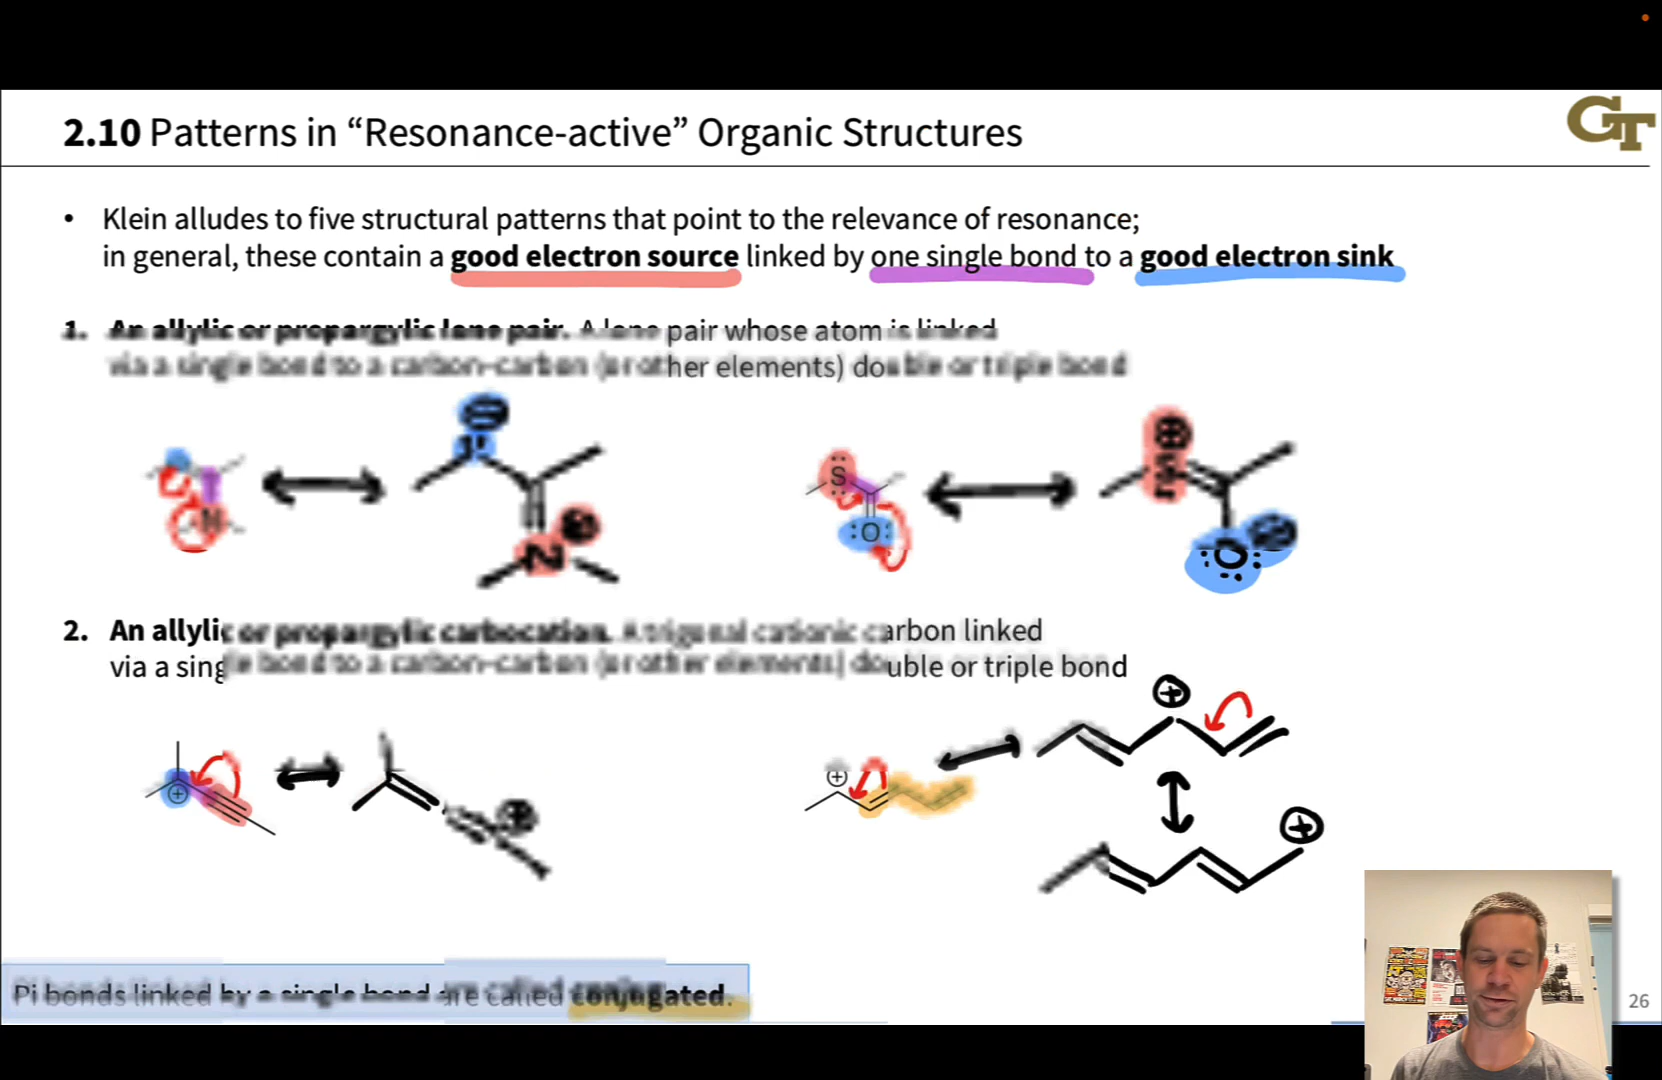 GT
2.10 Patterns in “Resonance-active” Organic Structures
• Klein alludes to five structural patterns that point to the relevance of resonance;
in general, these contain a good electron source linked by one single bond to a good electron sink
1. An allylic or propargylic lone pair. A lone pair whose atom is linked
via a single bond to a carbon-carbon (or other elements) double or triple bond
S
:O:
:O:
2. An allylic or propargylic carbocation. A trigonal cationic carbon linked
via a single bond to a carbon-carbon (or other elements) double or triple bond
Pi bonds linked by a single bond are called conjugated.
26